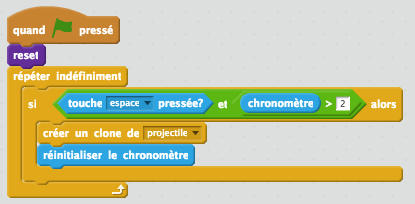 quand pressé
reset
répéter indéfiniment
si touche espace pressée? et chronomètre > 2 alors
créer un clone de projectile
réinitialiser le chronomètre